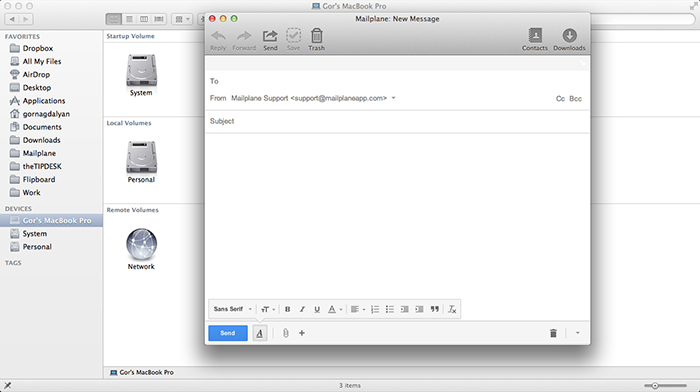 Gor's MacBook Pro
FAVORITES
Dropbox
All My Files
AirDrop
Desktop
Applications
gornagdalyan
Documents
Downloads
Mailplane
theTIPDESK
Flipboard
Work
DEVICES
Gor's MacBook Pro
System
Personal
TAGS
Startup Volume
System
Local Volumes
Personal
Remote Volumes
Network
Mailplane: New Message
Reply Forward Send Save Trash Contacts Downloads
To
From Mailplane Support <support@mailplaneapp.com> Cc Bcc
Subject
Sans Serif TT B I U A Tx
Send A
Gor's MacBook Pro
3 items